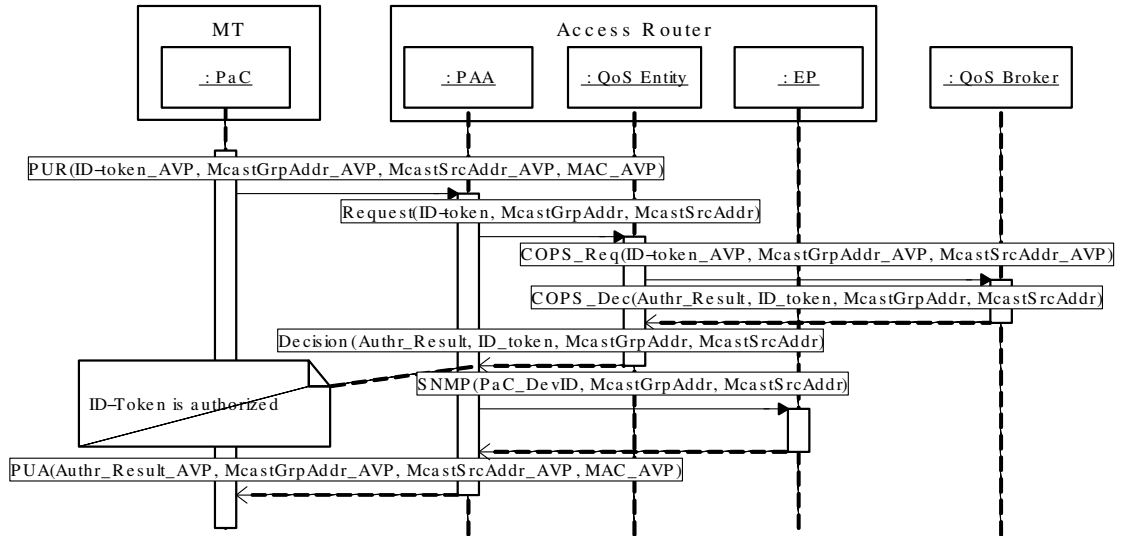 MT
Access Router
: PaC
: PAA
: QoS Entity
: EP
: QoS Broker
PUR(ID-token_AVP, McastGrpAddr_AVP, McastSrcAddr_AVP, MAC_AVP)
Request(ID-token, McastGrpAddr, McastSrcAddr)
COPS_Req(ID-token_AVP, McastGrpAddr_AVP, McastSrcAddr_AVP)
COPS_Dec(Authr_Result, ID_token, McastGrpAddr, McastSrcAddr)
Decision(Authr_Result, ID_token, McastGrpAddr, McastSrcAddr)
SNMP(PaC_DevID, McastGrpAddr, McastSrcAddr)
ID-Token is authorized
PUA(Authr_Result_AVP, McastGrpAddr_AVP, McastSrcAddr_AVP, MAC_AVP)